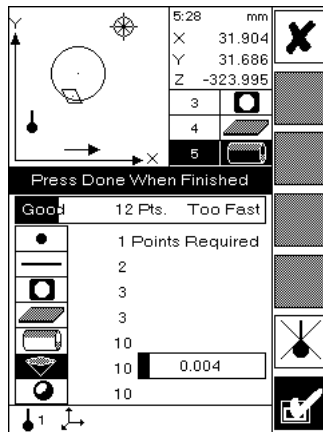 Y
5:28 mm
X 31.904
Y 31.686
Z -323.995
3
4
5
X
Press Done When Finished
Good 12 Pts. Too Fast
1 Points Required
2
3
3
10
10 0.004
10
1